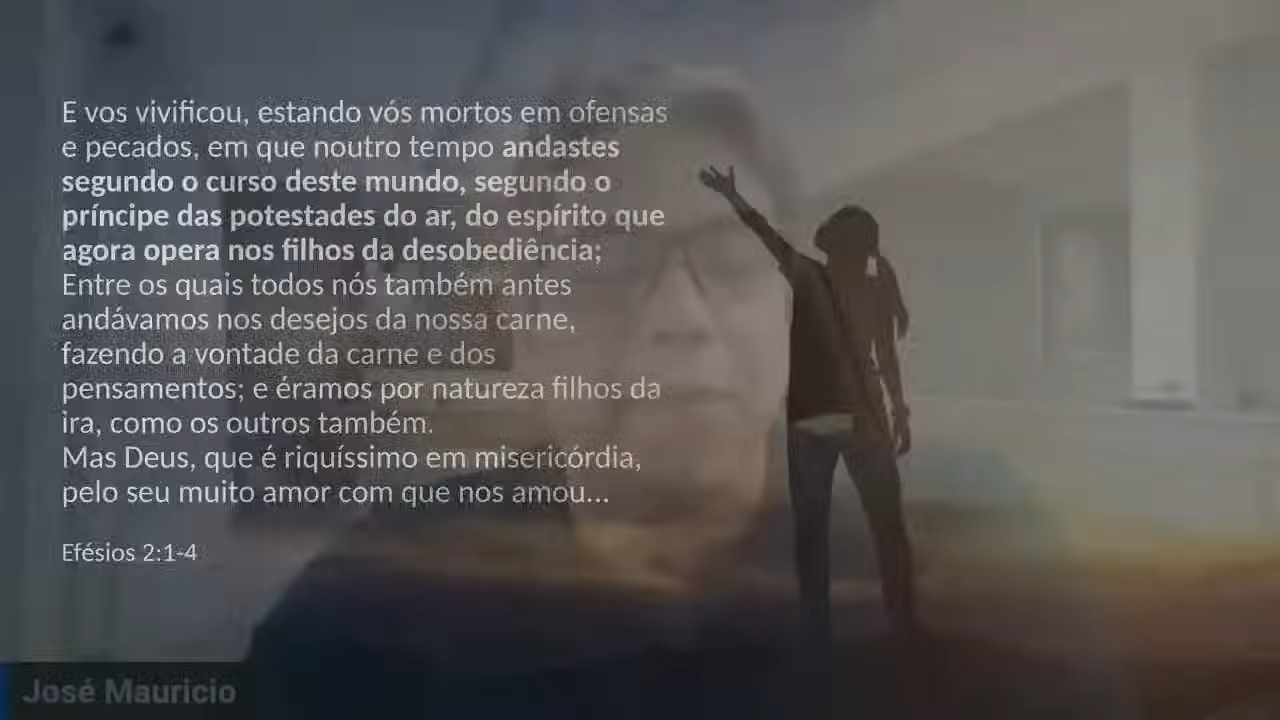 E vos vivificou, estando vós mortos em ofensas
e pecados, em que noutro tempo andastes
segundo o curso deste mundo, segundo o
príncipe das potestades do ar, do espírito que
agora opera nos filhos da desobediência;
Entre os quais todos nós também antes
andávamos nos desejos da nossa carne,
fazendo a vontade da carne e dos
pensamentos; e éramos por natureza filhos da
ira, como os outros também.
Mas Deus, que é riquíssimo em misericórdia,
pelo seu muito amor com que nos amou...
Efésios 2:1-4
José Mauricio